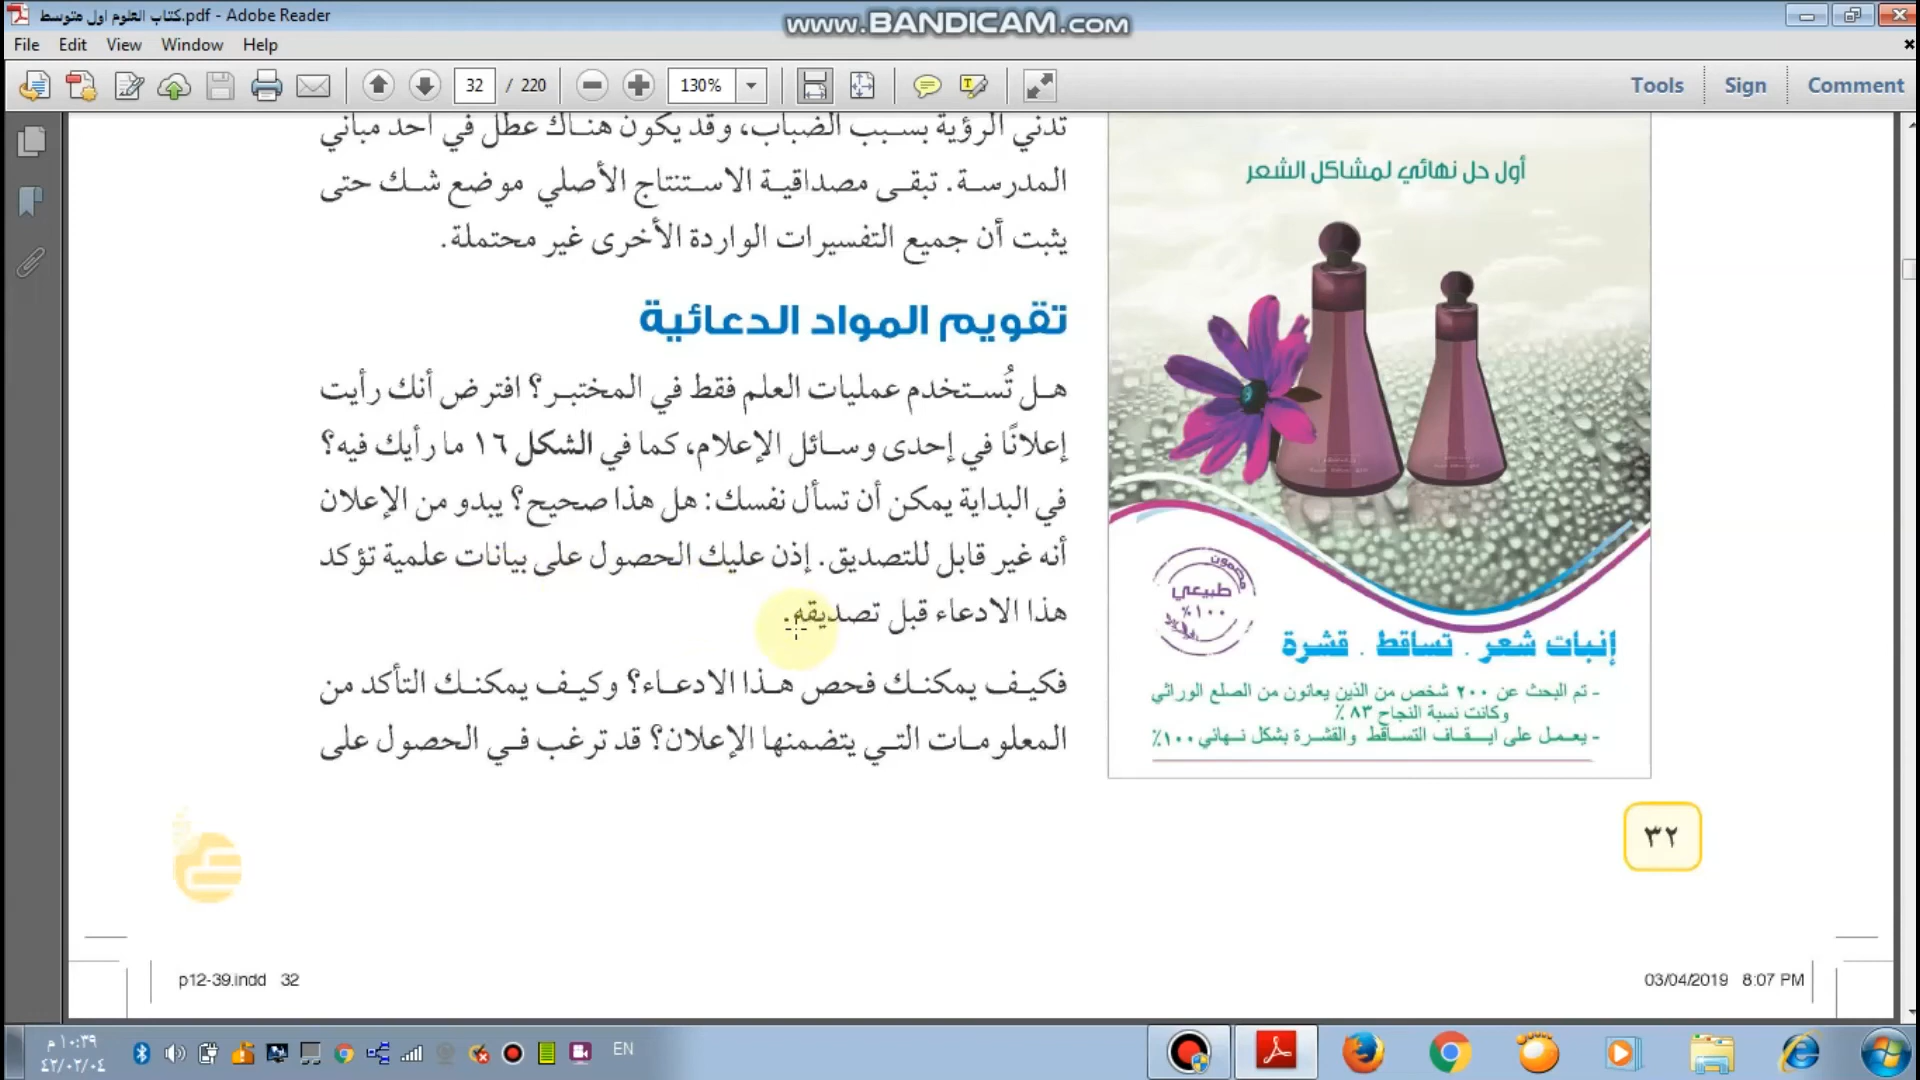 كتاب العلوم اول متوسط.pdf - Adobe Reader
www.BANDICAM.com
File Edit View Window Help
32 / 220 130% Tools Sign Comment
تدني الرؤية بسبب الضباب، وقد يكون هناك عطل في أحد مباني
المدرسة. تبقى مصداقية الاستنتاج الأصلي موضع شك حتى
يثبت أن جميع التفسيرات الواردة الأخرى غير محتملة.
تقويم المواد الدعائية
هل تُستخدم عمليات العلم فقط في المختبر؟ افترض أنك رأيت
إعلانًا في إحدى وسائل الإعلام، كما في الشكل ١٦ ما رأيك فيه؟
في البداية يمكن أن تسأل نفسك: هل هذا صحيح؟ يبدو من الإعلان
أنه غير قابل للتصديق. إذن عليك الحصول على بيانات علمية تؤكد
هذا الادعاء قبل تصديقه.
فكيف يمكنك فحص هذا الادعاء؟ وكيف يمكنك التأكد من
المعلومات التي يتضمنها الإعلان؟ قد ترغب في الحصول على
أول حل نهائي لمشاكل الشعر
مضمون
طبيعي
١٠٠%
إنبات شعر . تساقط . قشرة
- تم البحث عن ٢٠٠ شخص من الذين يعانون من الصلع الوراثي
وكانت نسبة النجاح ٨٣ %
- يعمل على ايقاف التساقط والقشرة بشكل نهائي ١٠٠%
٣٢
p12-39.indd 32
03/04/2019 8:07 PM
١٠:٣٩ م
٤٢/٠٢/٠٤
EN